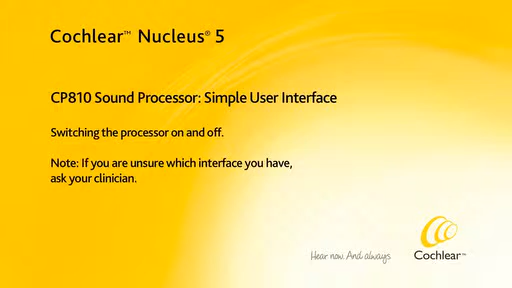 Cochlear™ Nucleus® 5
CP810 Sound Processor: Simple User Interface
Switching the processor on and off.
Note: If you are unsure which interface you have,
ask your clinician.
Hear now. And always
Cochlear™